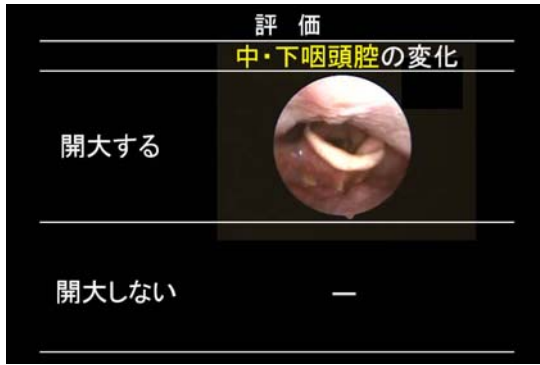 評 価
中・下咽頭腔の変化
開大する
開大しない
—